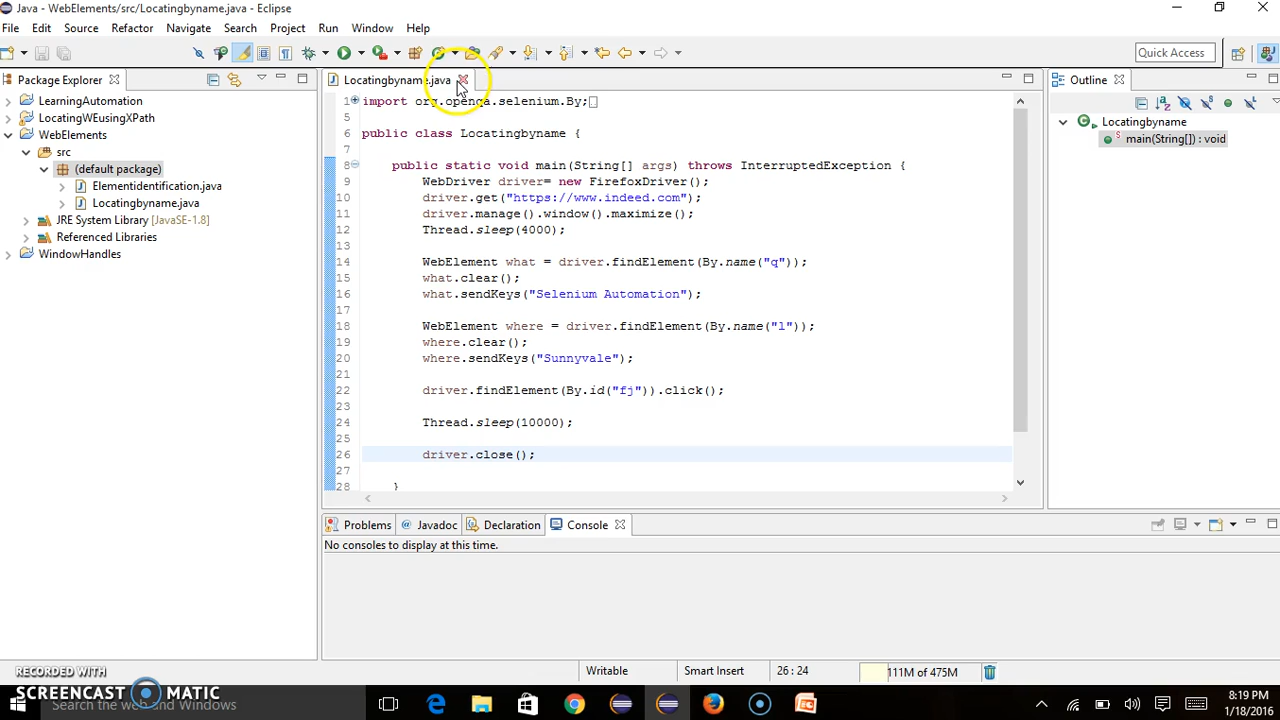 Java - WebElements/src/Locatingbyname.java - Eclipse
File Edit Source Refactor Navigate Search Project Run Window Help
Quick Access
Package Explorer
LearningAutomation
LocatingWEusingXPath
WebElements
src
(default package)
Elementidentification.java
Locatingbyname.java
JRE System Library [JavaSE-1.8]
Referenced Libraries
WindowHandles
Locatingbyname.java
1 import org.openqa.selenium.By;
5
6 public class Locatingbyname {
7
8 public static void main(String[] args) throws InterruptedException {
9 WebDriver driver= new FirefoxDriver();
10 driver.get("https://www.indeed.com");
11 driver.manage().window().maximize();
12 Thread.sleep(4000);
13
14 WebElement what = driver.findElement(By.name("q"));
15 what.clear();
16 what.sendKeys("Selenium Automation");
17
18 WebElement where = driver.findElement(By.name("l"));
19 where.clear();
20 where.sendKeys("Sunnyvale");
21
22 driver.findElement(By.id("fj")).click();
23
24 Thread.sleep(10000);
25
26 driver.close();
27
28 }
Outline
Locatingbyname
main(String[]) : void
Problems Javadoc Declaration Console
No consoles to display at this time.
Writable Smart Insert 26 : 24 111M of 475M
RECORDED WITH
SCREENCAST MATIC
Search the web and Windows
8:19 PM
1/18/2016